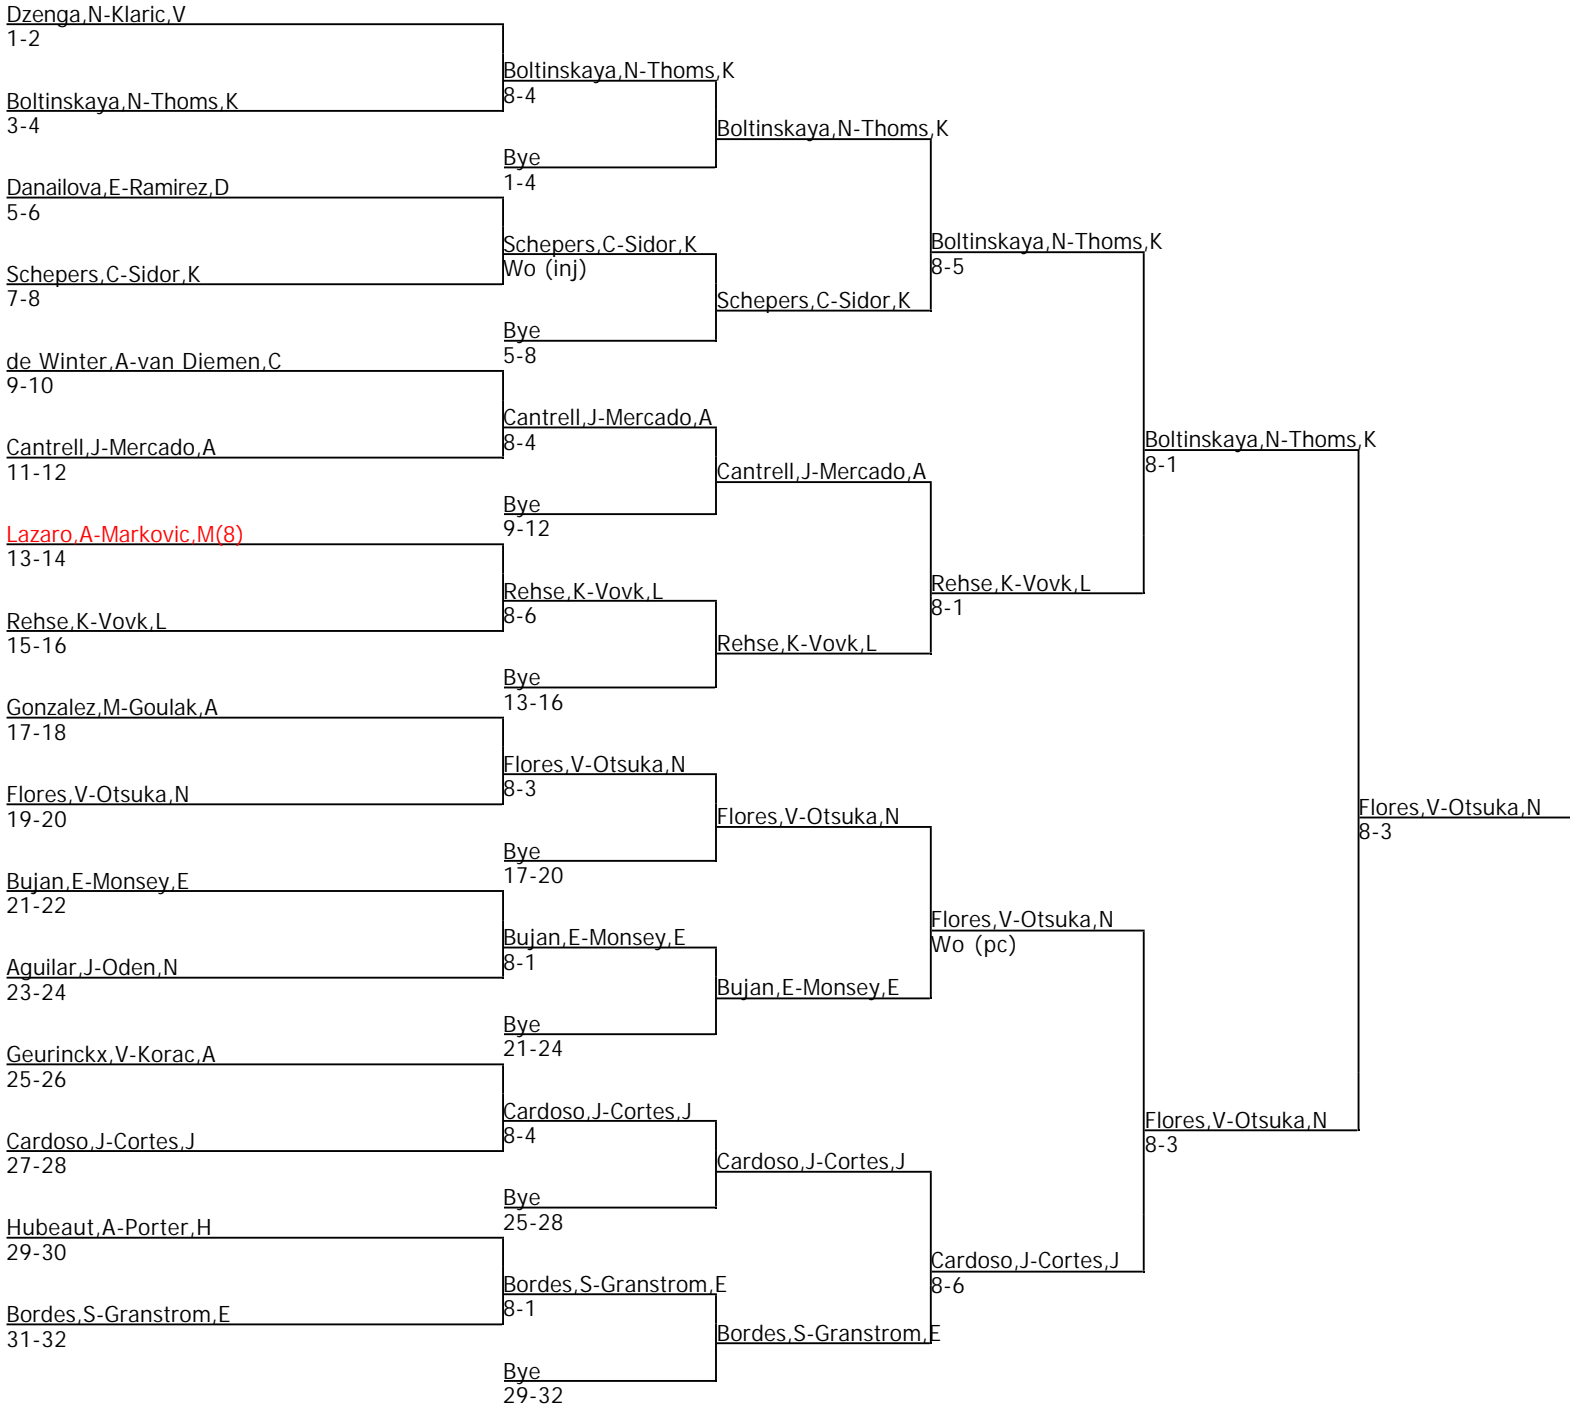 Dzenga,N-Klaric,V
1-2
Boltinskaya,N-Thoms,K
3-4
Danailova,E-Ramirez,D
5-6
Schepers,C-Sidor,K
7-8
de Winter,A-van Diemen,C
9-10
Cantrell,J-Mercado,A
11-12
Lazaro,A-Markovic,M(8)
13-14
Rehse,K-Vovk,L
15-16
Gonzalez,M-Goulak,A
17-18
Flores,V-Otsuka,N
19-20
Bujan,E-Monsey,E
21-22
Aguilar,J-Oden,N
23-24
Geurinckx,V-Korac,A
25-26
Cardoso,J-Cortes,J
27-28
Hubeaut,A-Porter,H
29-30
Bordes,S-Granstrom,E
31-32
Boltinskaya,N-Thoms,K
8-4
Bye
1-4
Schepers,C-Sidor,K
Wo (inj)
Bye
5-8
Cantrell,J-Mercado,A
8-4
Bye
9-12
Rehse,K-Vovk,L
8-6
Bye
13-16
Flores,V-Otsuka,N
8-3
Bye
17-20
Bujan,E-Monsey,E
8-1
Bye
21-24
Cardoso,J-Cortes,J
8-4
Bye
25-28
Bordes,S-Granstrom,E
8-1
Bye
29-32
Boltinskaya,N-Thoms,K
Schepers,C-Sidor,K
Cantrell,J-Mercado,A
Rehse,K-Vovk,L
Flores,V-Otsuka,N
Bujan,E-Monsey,E
Cardoso,J-Cortes,J
Bordes,S-Granstrom,E
Boltinskaya,N-Thoms,K
8-5
Rehse,K-Vovk,L
8-1
Flores,V-Otsuka,N
Wo (pc)
Cardoso,J-Cortes,J
8-6
Boltinskaya,N-Thoms,K
8-1
Flores,V-Otsuka,N
8-3
Flores,V-Otsuka,N
8-3